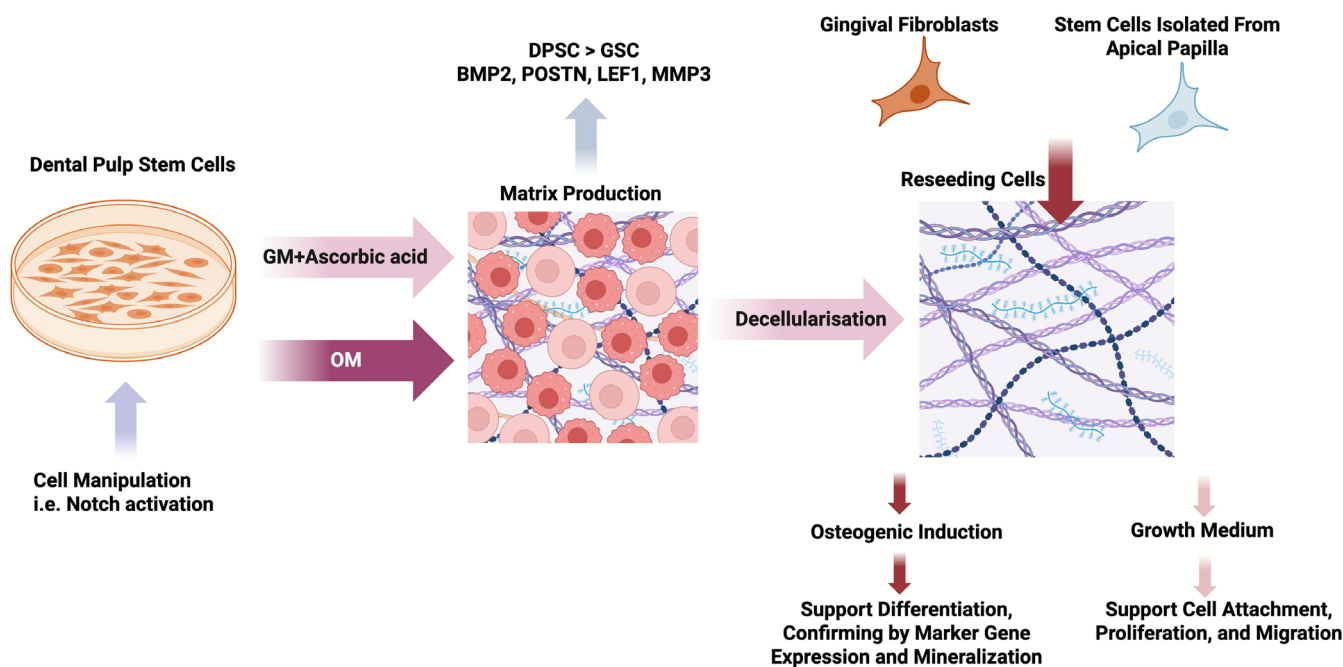 Gingival Fibroblasts
Stem Cells Isolated From
Apical Papilla
DPSC > GSC
BMP2, POSTN, LEF1, MMP3
Dental Pulp Stem Cells
Matrix Production
Reseeding Cells
GM+Ascorbic acid
OM
Decellularisation
Cell Manipulation
i.e. Notch activation
Osteogenic Induction
Growth Medium
Support Differentiation,
Confirming by Marker Gene
Expression and Mineralization
Support Cell Attachment,
Proliferation, and Migration